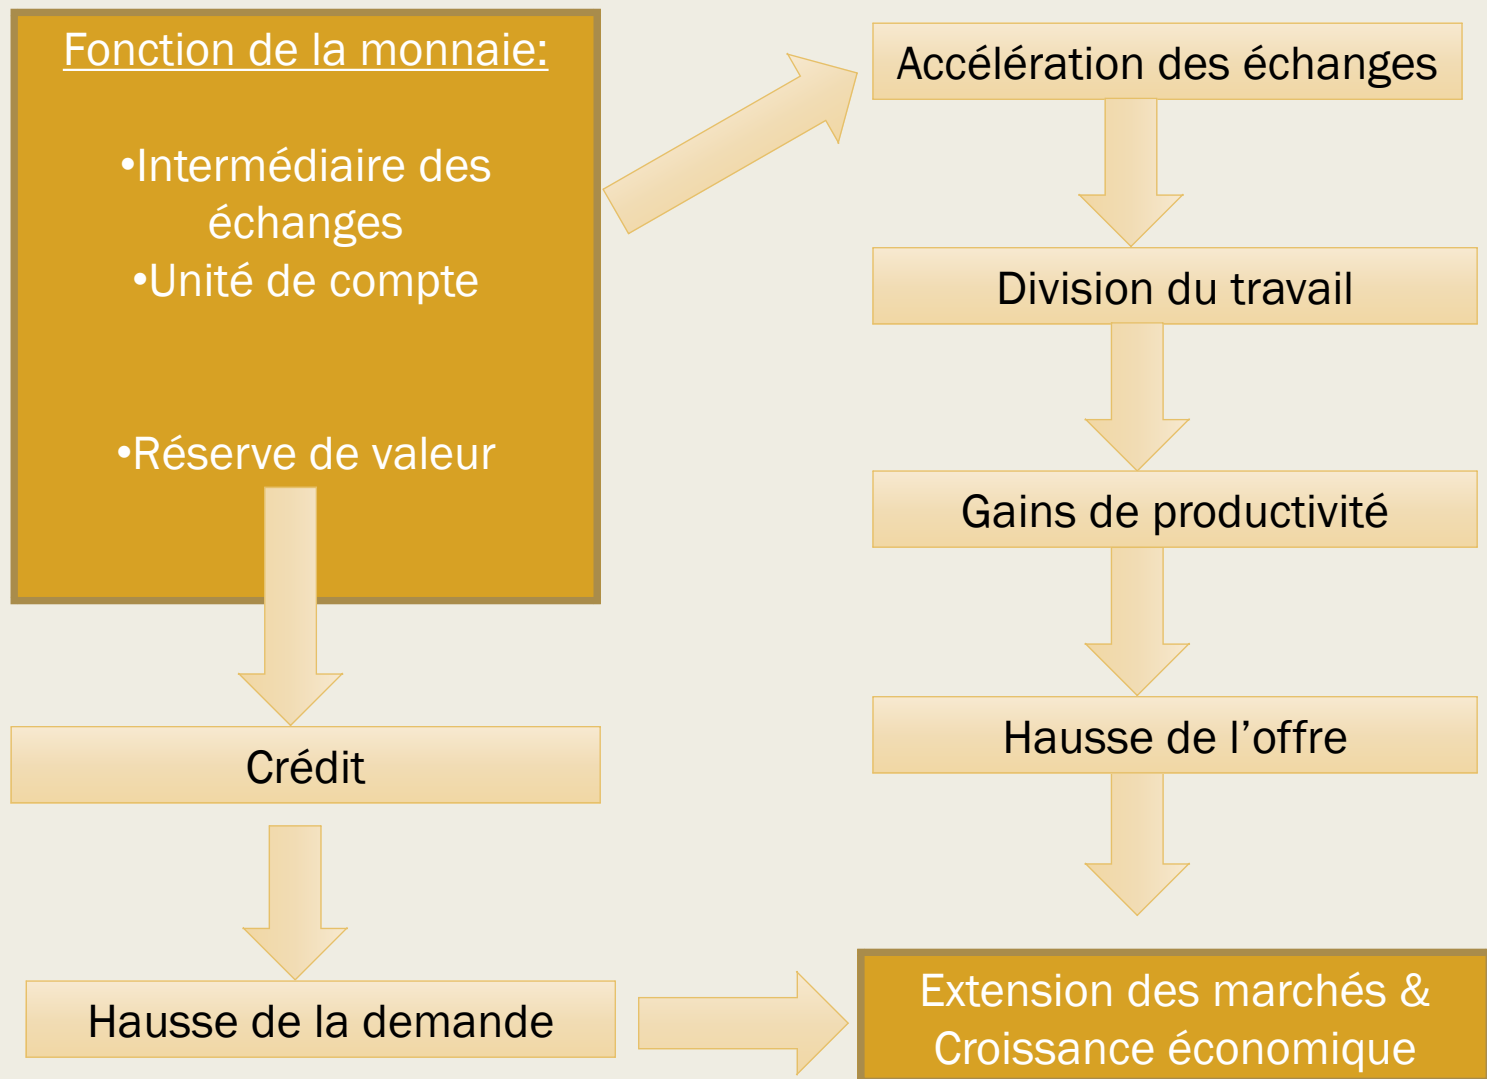 Fonction de la monnaie:
•Intermédiaire des
échanges
•Unité de compte
•Réserve de valeur
Crédit
Hausse de la demande
Accélération des échanges
Division du travail
Gains de productivité
Hausse de l’offre
Extension des marchés &
Croissance économique